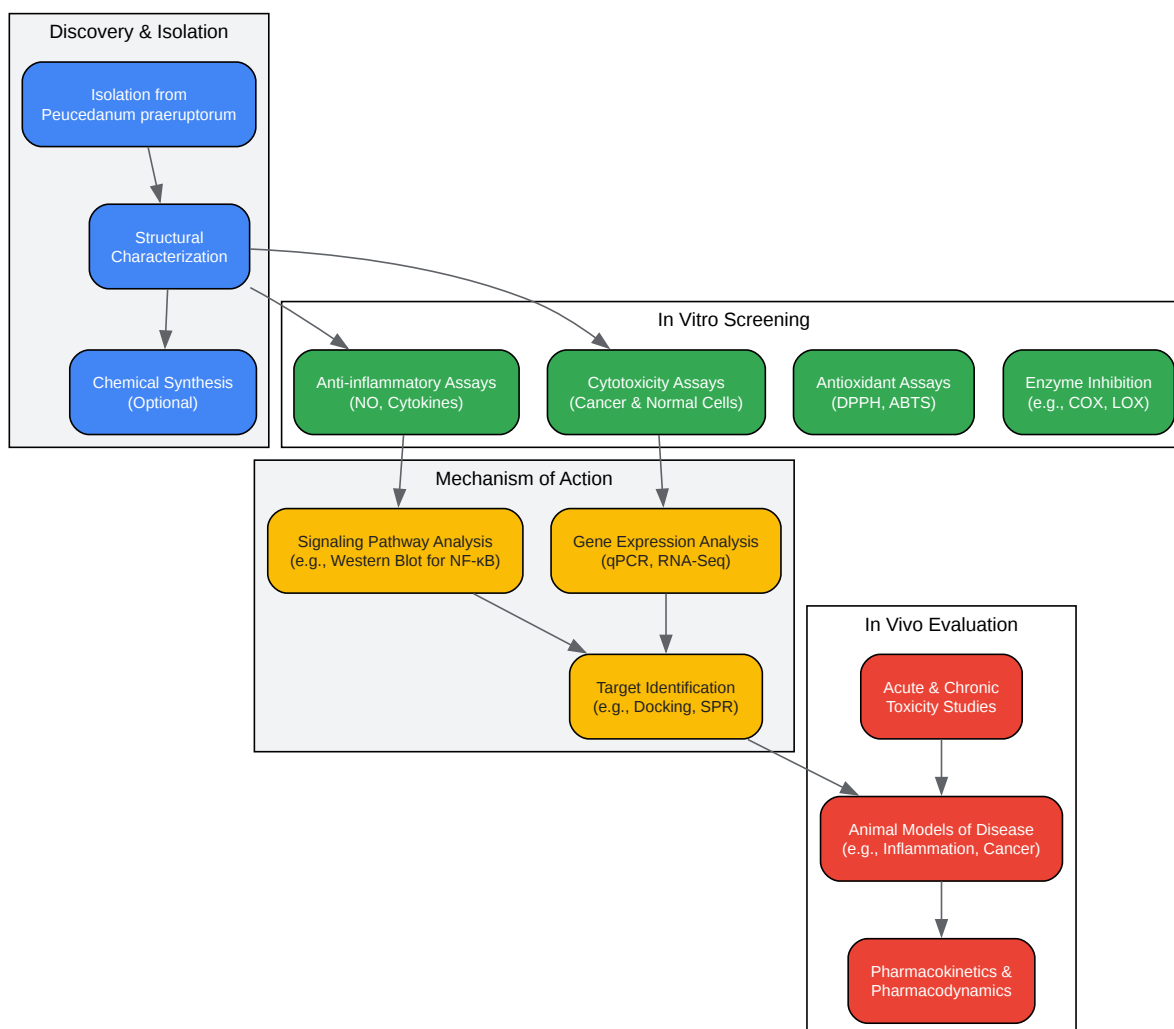 Discovery & Isolation
Isolation from
Peucedanum praeruptorum
Structural
Characterization
Chemical Synthesis
(Optional)
In Vitro Screening
Anti-inflammatory Assays
(NO, Cytokines)
Cytotoxicity Assays
(Cancer & Normal Cells)
Antioxidant Assays
(DPPH, ABTS)
Enzyme Inhibition
(e.g., COX, LOX)
Mechanism of Action
Signaling Pathway Analysis
(e.g., Western Blot for NF-κB)
Gene Expression Analysis
(qPCR, RNA-Seq)
Target Identification
(e.g., Docking, SPR)
In Vivo Evaluation
Acute & Chronic
Toxicity Studies
Animal Models of Disease
(e.g., Inflammation, Cancer)
Pharmacokinetics &
Pharmacodynamics